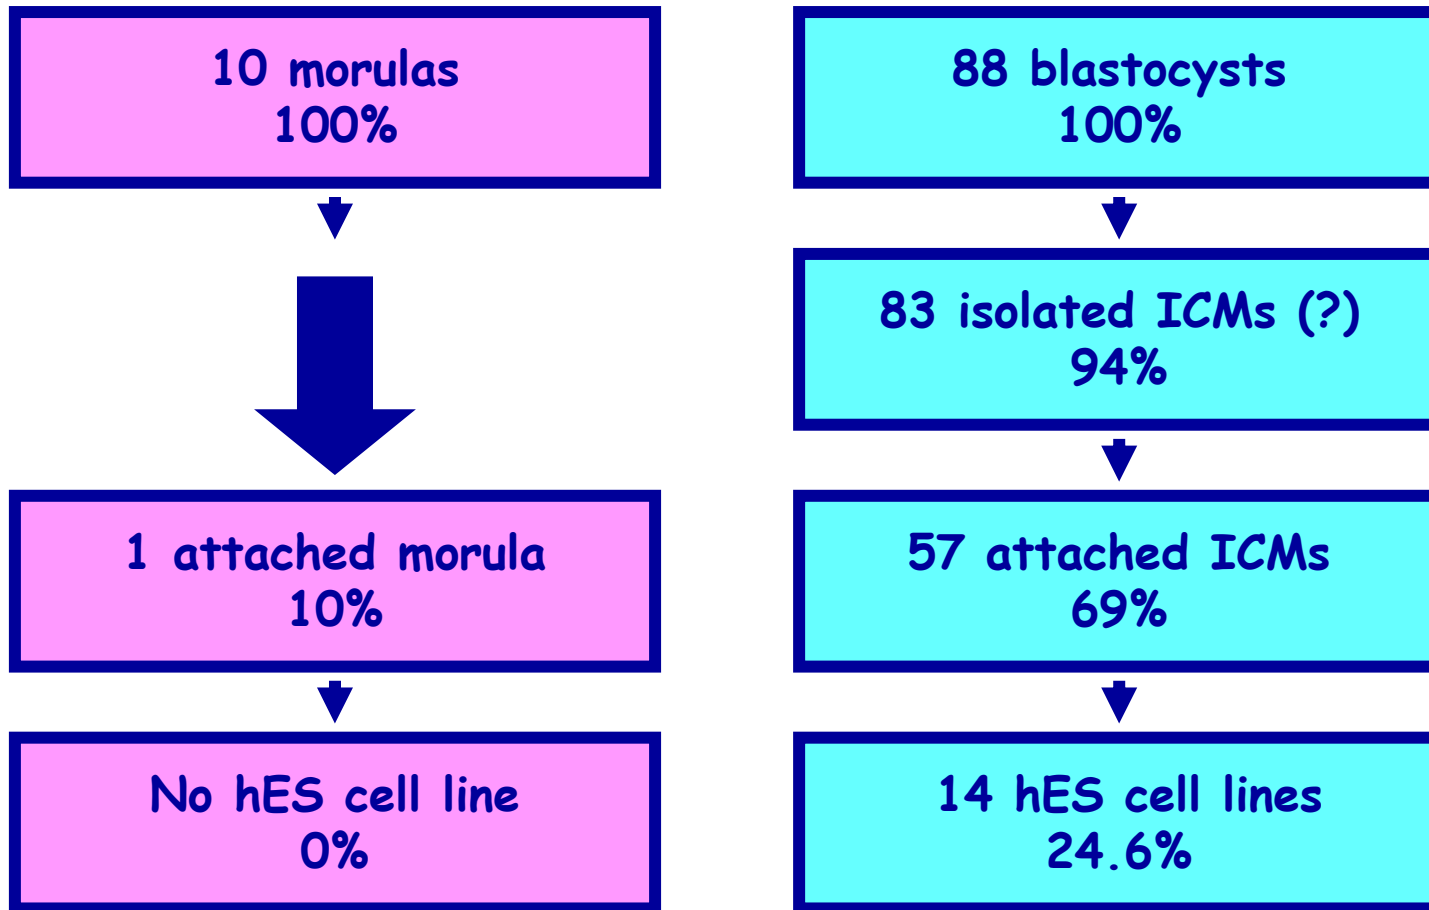 10 morulas
100%
88 blastocysts
100%
83 isolated ICMs (?)
94%
1 attached morula
10%
57 attached ICMs
69%
No hES cell line
0%
14 hES cell lines
24.6%